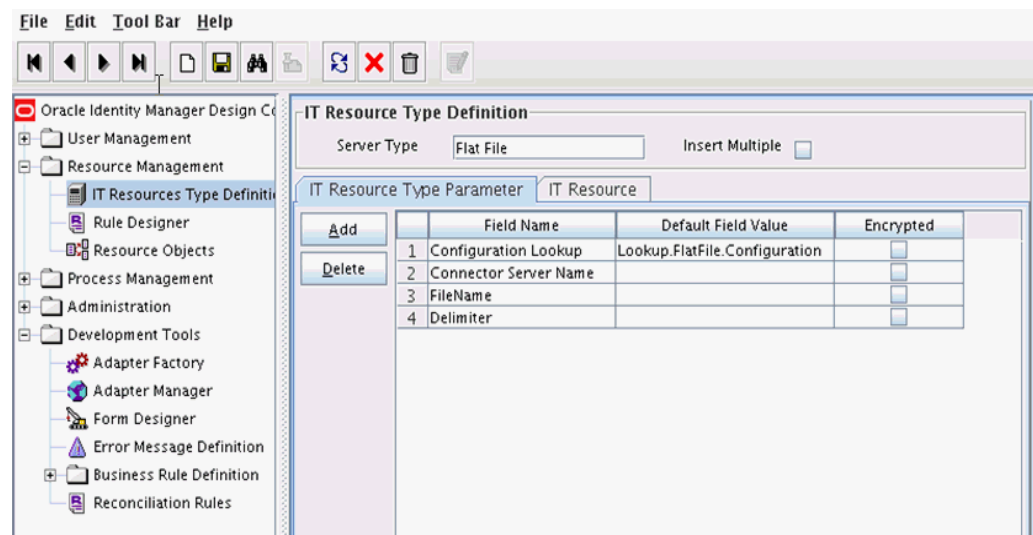 File Edit Tool Bar Help
Oracle Identity Manager Design Co
User Management
Resource Management
IT Resources Type Definiti
Rule Designer
Resource Objects
Process Management
Administration
Development Tools
Adapter Factory
Adapter Manager
Form Designer
Error Message Definition
Business Rule Definition
Reconciliation Rules
IT Resource Type Definition
Server Type Flat File Insert Multiple
IT Resource Type Parameter IT Resource
Add
Delete
Field Name Default Field Value Encrypted
1 Configuration Lookup Lookup.FlatFile.Configuration
2 Connector Server Name
3 FileName
4 Delimiter